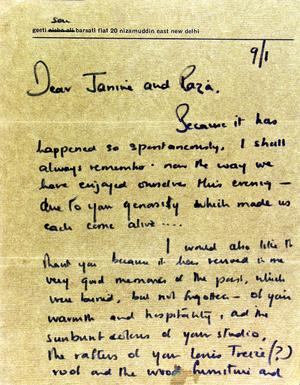 sen
geeti nisha ali barsati flat 20 nizamuddin east new delhi
9/1
Dear Janine and Raza,
Because it has
happened so spontaneously, I shall
always remember now the way we
have enjoyed ourselves this evening –
due to your generosity which made us
each come alive ....
I would also like to
thank you because it has revived in me
very good memories of the past, which
were buried, but not forgotten – of your
warmth and hospitality, and the
sunburnt colours of your studio,
the rafters of your Louis Treize (?)
roof and the wood furniture and